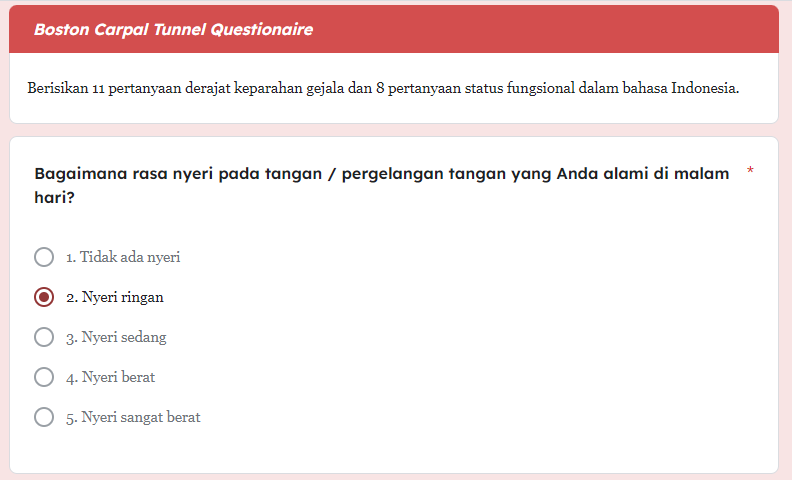 Boston Carpal Tunnel Questionaire
Berisikan 11 pertanyaan derajat keparahan gejala dan 8 pertanyaan status fungsional dalam bahasa Indonesia.
Bagaimana rasa nyeri pada tangan / pergelangan tangan yang Anda alami di malam *
hari?
1. Tidak ada nyeri
2. Nyeri ringan
3. Nyeri sedang
4. Nyeri berat
5. Nyeri sangat berat